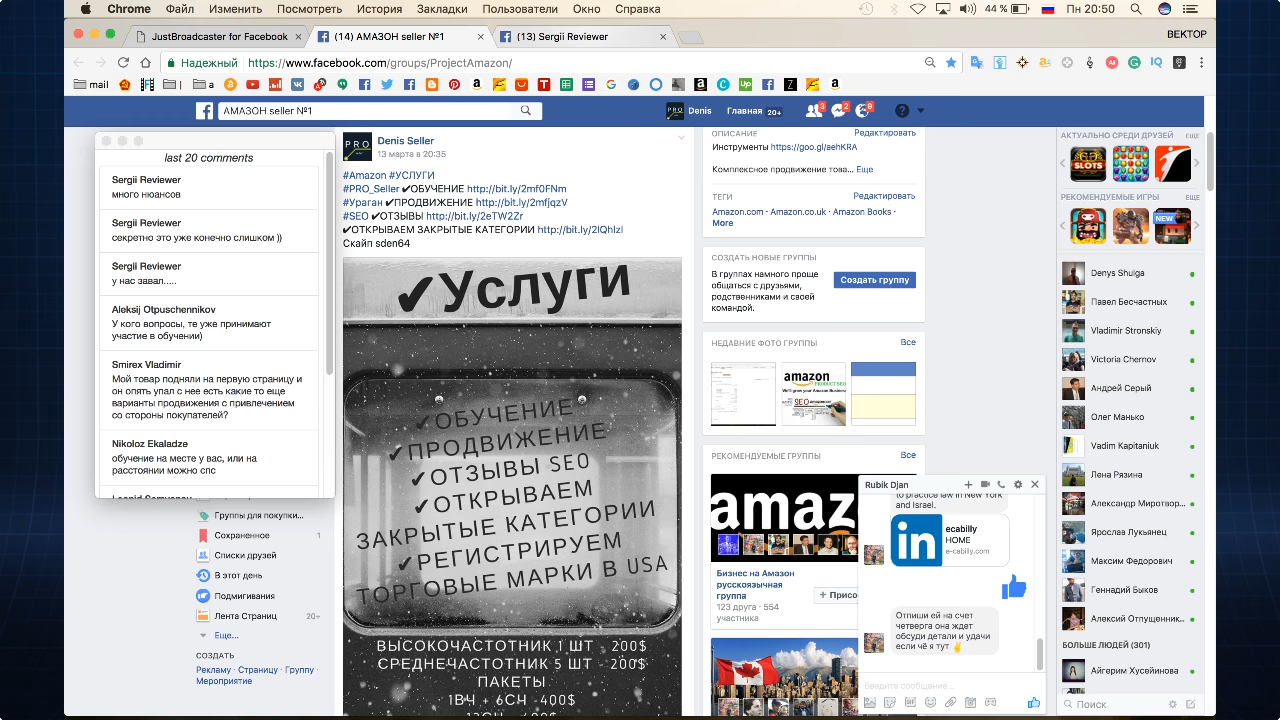 Chrome Файл Изменить Посмотреть История Закладки Пользователи Окно Справка 44 % Пн 20:50
JustBroadcaster for Facebook
(14) АМАЗОН seller №1
(13) Sergii Reviewer
ВЕКТОР
Надежный https://www.facebook.com/groups/ProjectAmazon/
mail
АМАЗОН seller №1
Denis Главная 20+ 3 2 9
last 20 comments
Sergii Reviewer
много нюансов
Sergii Reviewer
секретно это уже конечно слишком ))
Sergii Reviewer
у нас завал.....
Aleksij Otpuschennikov
У кого вопросы, те уже принимают
участие в обучении)
Smirex Vladimir
Мой товар подняли на первую страницу и
он опять упал с нее есть какие то еще
варианты продвижения с привлечением
со стороны покупателей?
Nikoloz Ekaladze
обучение на месте у вас, или на
расстоянии можно спс
Группы для покупки...
Сохраненное 1
Списки друзей
В этот день
Подмигивания
Лента Страниц 20+
Еще...
СОЗДАТЬ
Рекламу · Страницу · Группу ·
Мероприятие
Denis Seller
13 марта в 20:35
#Amazon #УСЛУГИ
#PRO_Seller ✔ОБУЧЕНИЕ http://bit.ly/2mf0FNm
#Ураган ✔ПРОДВИЖЕНИЕ http://bit.ly/2mfjqzV
#SEO ✔ОТЗЫВЫ http://bit.ly/2eTW2Zr
✔ОТКРЫВАЕМ ЗАКРЫТЫЕ КАТЕГОРИИ http://bit.ly/2lQhIzl
Скайп sden64
✔Услуги
✔ОБУЧЕНИЕ
✔ПРОДВИЖЕНИЕ
✔ОТЗЫВЫ SEO
✔ОТКРЫВАЕМ
ЗАКРЫТЫЕ КАТЕГОРИИ
✔РЕГИСТРИРУЕМ
ТОРГОВЫЕ МАРКИ В USA
ВЫСОКОЧАСТОТНИК 1 ШТ - 200$
СРЕДНЕЧАСТОТНИК 5 ШТ - 200$
ПАКЕТЫ
1ВЧ + 6СЧ -400$
ОПИСАНИЕ Редактировать
Инструменты https://goo.gl/aehKRA
Комплексное продвижение това... Еще
ТЕГИ Редактировать
Amazon.com · Amazon.co.uk · Amazon Books ·
More
СОЗДАТЬ НОВЫЕ ГРУППЫ
В группах намного проще
общаться с друзьями,
родственниками и своей
командой.
Создать группу
НЕДАВНИЕ ФОТО ГРУППЫ Все
amazon
SEO
РЕКОМЕНДУЕМЫЕ ГРУППЫ Все
amaz
Бизнес на Амазон
русскоязычная
группа
123 друга · 554
участника
+ Присо
Rubik Djan
to practice law in New York
and Israel.
in
ecabilly
HOME
e-cabilly.com
Отпиши ей на счет
четверга она ждет
обсуди детали и удачи
если чё я тут ✌
Введите сообщение...
АКТУАЛЬНО СРЕДИ ДРУЗЕЙ ЕЩЕ
SLOTS
РЕКОМЕНДУЕМЫЕ ИГРЫ ЕЩЕ
NEW
Denys Shulga
Павел Бесчастных
Vladimir Stronskiy
Victoria Chernov
Андрей Серый
Олег Манько
Vadim Kapitaniuk
Лена Рязина
Александр Миротвор...
Ярослав Лукьянец
Максим Федорович
Геннадий Быков
Алексий Отпущенник...
БОЛЬШЕ ЛЮДЕЙ (301)
Айгерим Хусейинова
Поиск